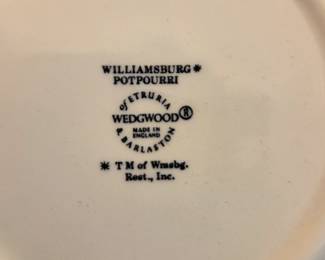 WILLIAMSBURG*
POTPOURRI
of ETRURIA
WEDGWOOD®
MADE IN
ENGLAND
& BARLASTON
* T M of Wmsbg.
Rest., Inc.